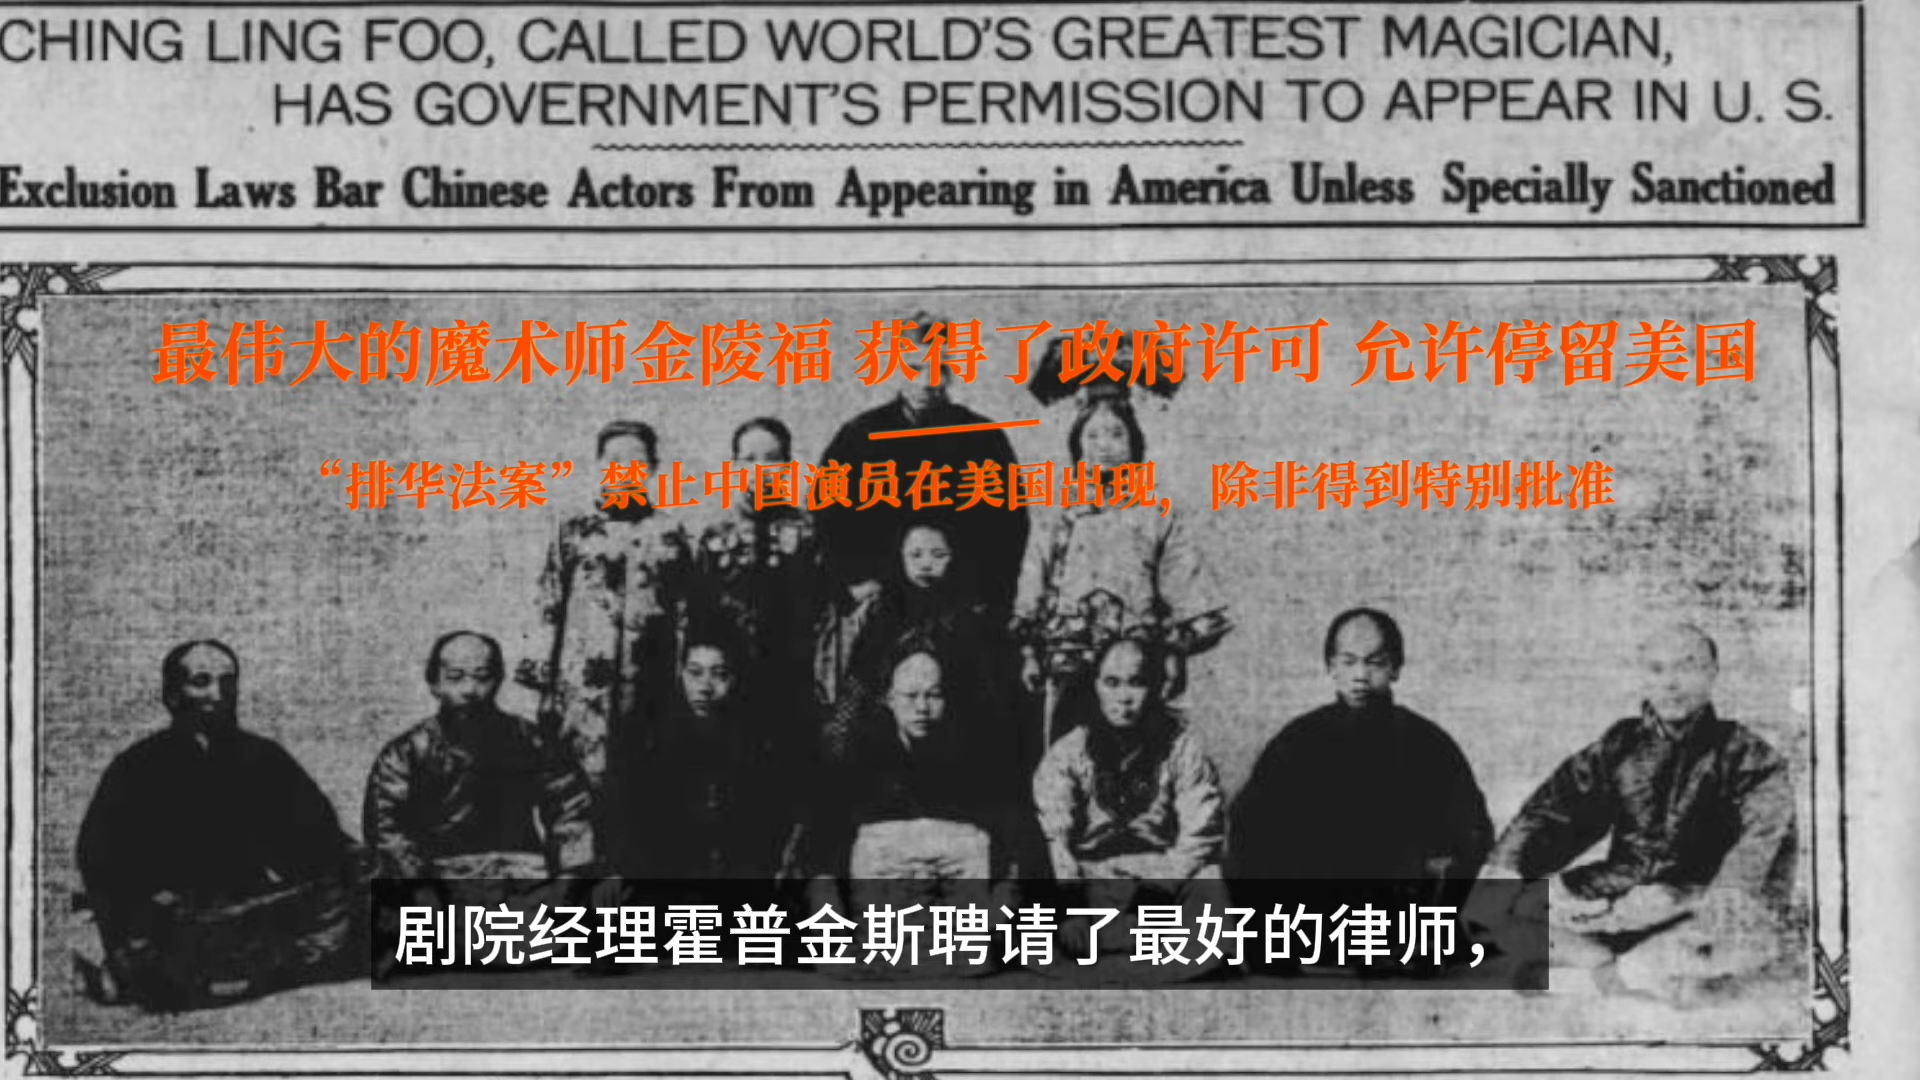 CHING LING FOO, CALLED WORLD'S GREATEST MAGICIAN,
HAS GOVERNMENT'S PERMISSION TO APPEAR IN U. S.
Exclusion Laws Bar Chinese Actors From Appearing in America Unless Specially Sanctioned
最伟大的魔术师金陵福 获得了政府许可 允许停留美国
“排华法案”禁止中国演员在美国出现，除非得到特别批准
剧院经理霍普金斯聘请了最好的律师，